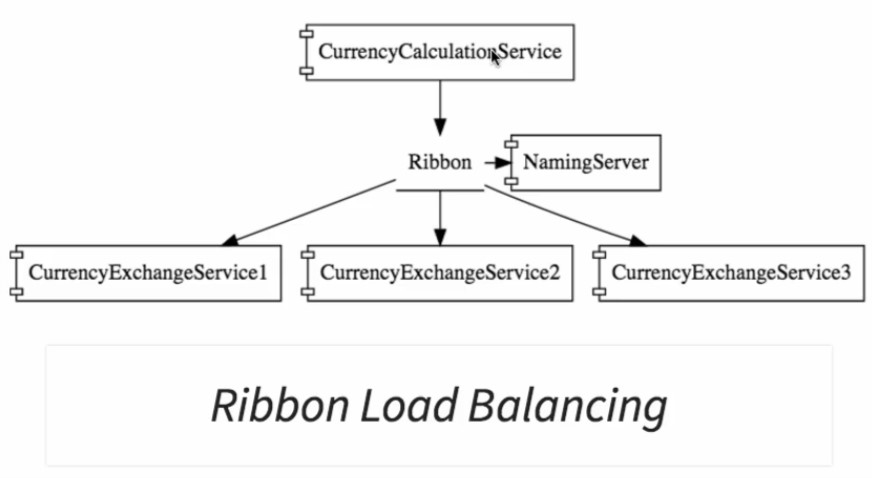 CurrencyCalculationService
Ribbon
NamingServer
CurrencyExchangeService1
CurrencyExchangeService2
CurrencyExchangeService3
Ribbon Load Balancing